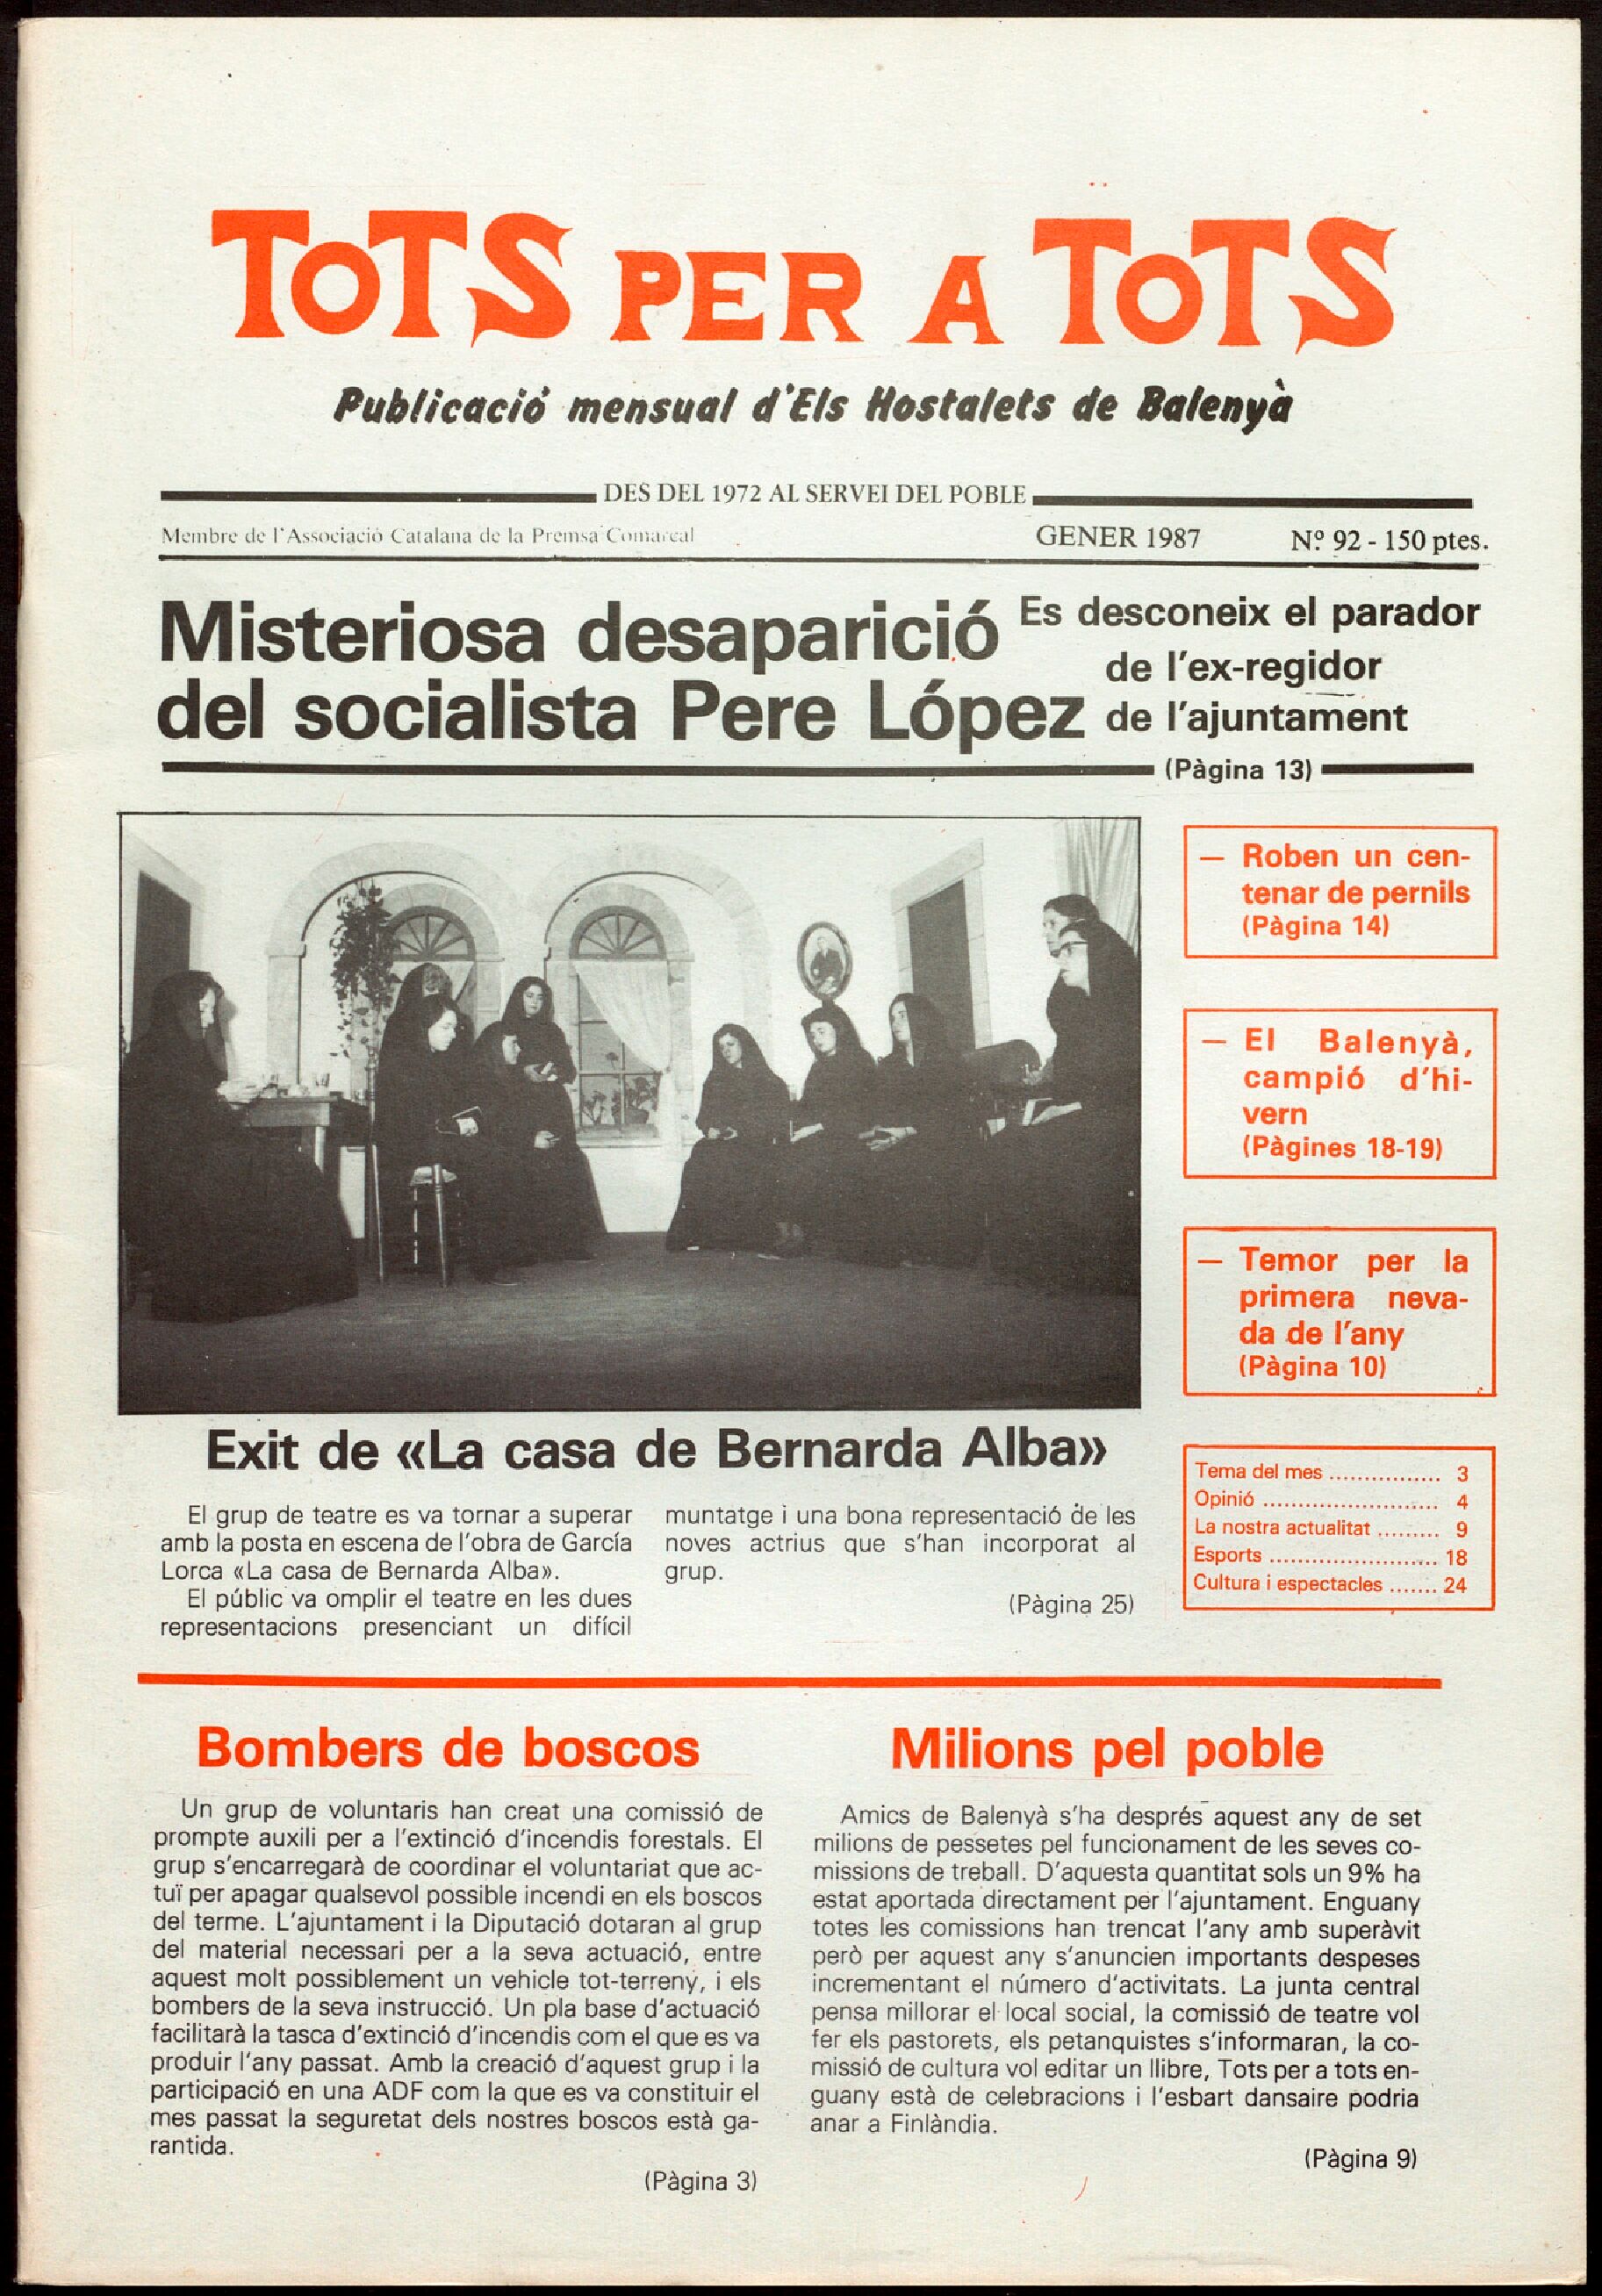 ToTS PER A ToTS
Publicació mensual d'Els Hostalets de Balenyà
DES DEL 1972 AL SERVEI DEL POBLE
Membre de l'Associació Catalana de la Premsa Comarcal
GENER 1987
Nº 92 - 150 ptes.
Misteriosa desaparició
del socialista Pere López
Es desconeix el parador
de l'ex-regidor
de l'ajuntament
(Pàgina 13)
— Roben un cen-
tenar de pernils
(Pàgina 14)
— El Balenyà,
campió d'hi-
vern
(Pàgines 18-19)
— Temor per la
primera neva-
da de l'any
(Pàgina 10)
Exit de «La casa de Bernarda Alba»
El grup de teatre es va tornar a superar
amb la posta en escena de l'obra de García
Lorca «La casa de Bernarda Alba».
El públic va omplir el teatre en les dues
representacions presenciant un difícil
muntatge i una bona representació de les
noves actrius que s'han incorporat al
grup.
(Pàgina 25)
Tema del mes ................ 3
Opinió ......................... 4
La nostra actualitat ......... 9
Esports ........................ 18
Cultura i espectacles ....... 24
Bombers de boscos
Un grup de voluntaris han creat una comissió de
prompte auxili per a l'extinció d'incendis forestals. El
grup s'encarregarà de coordinar el voluntariat que ac-
tuï per apagar qualsevol possible incendi en els boscos
del terme. L'ajuntament i la Diputació dotaran al grup
del material necessari per a la seva actuació, entre
aquest molt possiblement un vehicle tot-terreny, i els
bombers de la seva instrucció. Un pla base d'actuació
facilitarà la tasca d'extinció d'incendis com el que es va
produir l'any passat. Amb la creació d'aquest grup i la
participació en una ADF com la que es va constituir el
mes passat la seguretat dels nostres boscos està ga-
rantida.
(Pàgina 3)
Milions pel poble
Amics de Balenyà s'ha després aquest any de set
milions de pessetes pel funcionament de les seves co-
missions de treball. D'aquesta quantitat sols un 9% ha
estat aportada directament per l'ajuntament. Enguany
totes les comissions han trencat l'any amb superàvit
però per aquest any s'anuncien importants despeses
incrementant el número d'activitats. La junta central
pensa millorar el local social, la comissió de teatre vol
fer els pastorets, els petanquistes s'informaran, la co-
missió de cultura vol editar un llibre, Tots per a tots en-
guany està de celebracions i l'esbart dansaire podria
anar a Finlàndia.
(Pàgina 9)